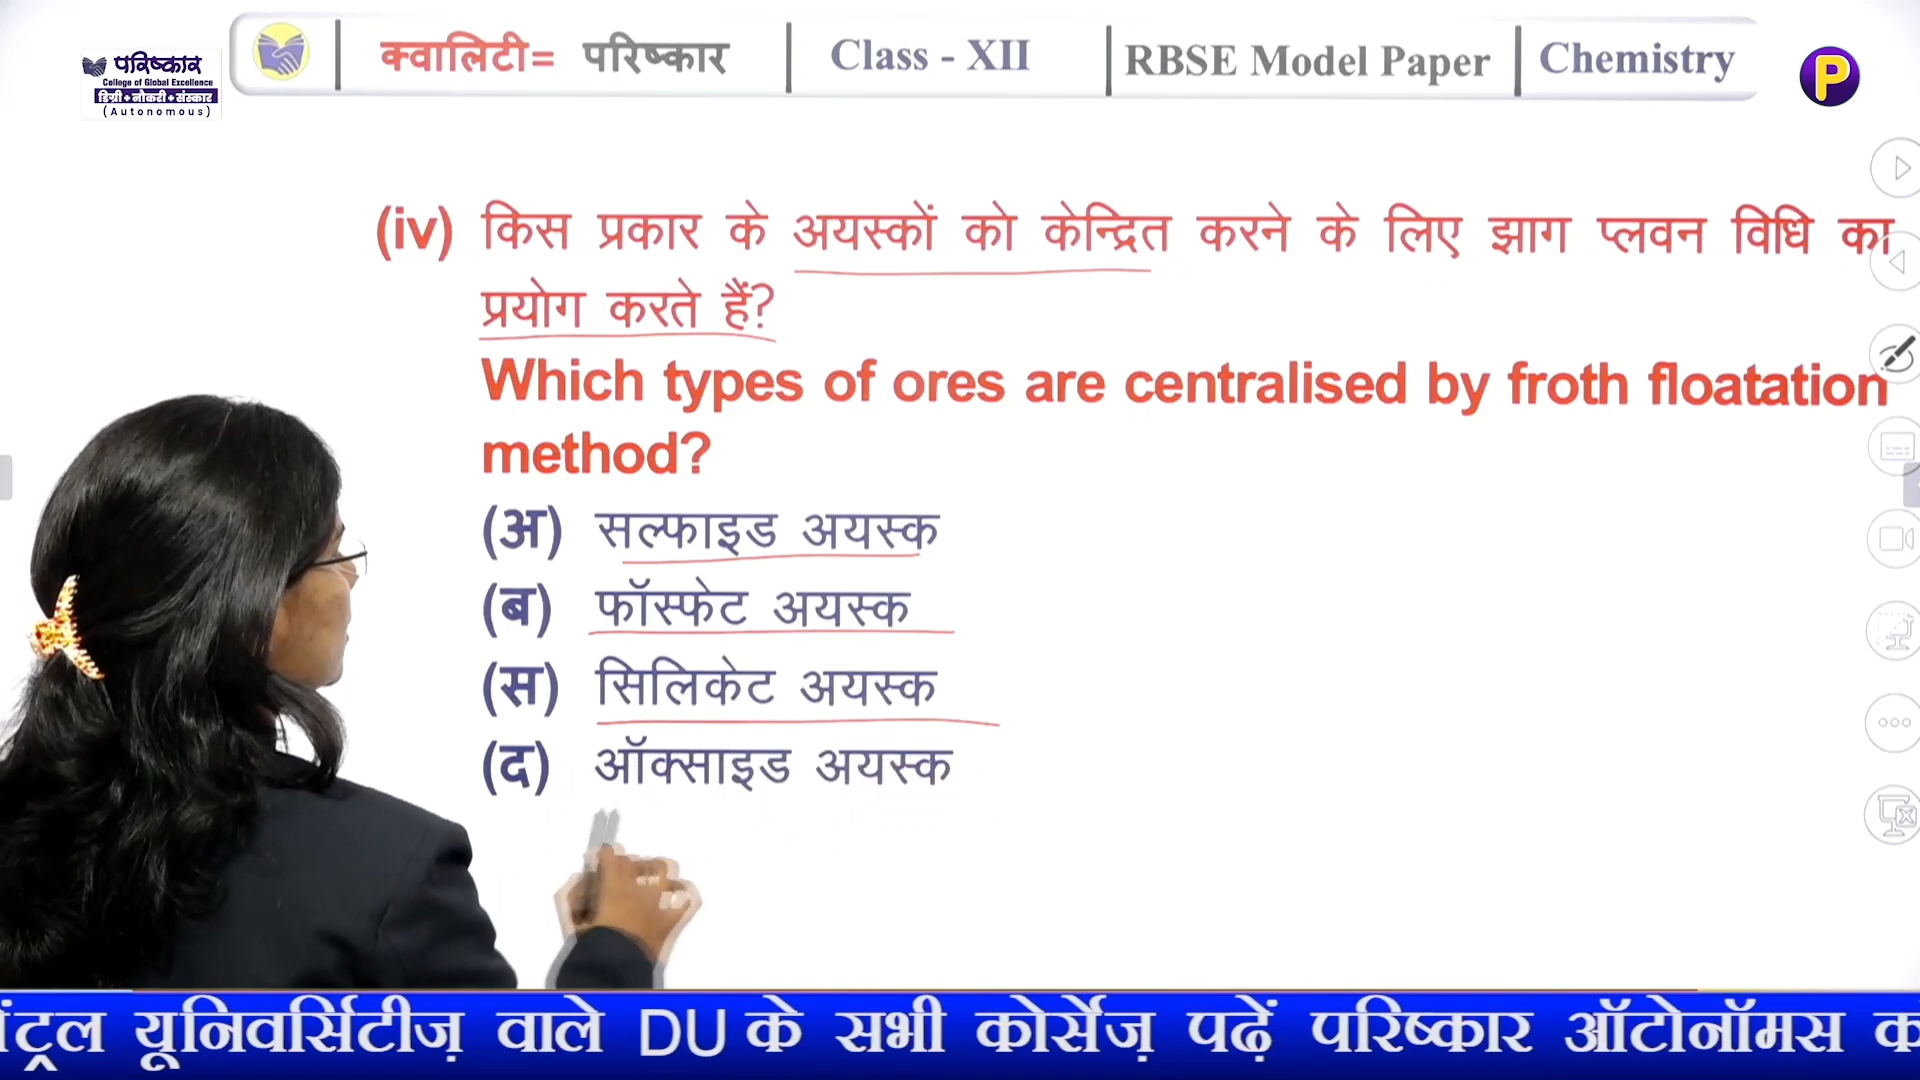 परिष्कार
College of Global Excellence
डिग्री + नौकरी + संस्कार
(Autonomous)
क्वालिटी= परिष्कार
Class - XII
RBSE Model Paper
Chemistry
P
(iv) किस प्रकार के अयस्कों को केन्द्रित करने के लिए झाग प्लवन विधि का
प्रयोग करते हैं?
Which types of ores are centralised by froth floatation
method?
(अ) सल्फाइड अयस्क
(ब) फॉस्फेट अयस्क
(स) सिलिकेट अयस्क
(द) ऑक्साइड अयस्क
यूनिवर्सिटीज़ वाले DU के सभी कोर्सेज़ पढ़ें परिष्कार ऑटोनॉमस